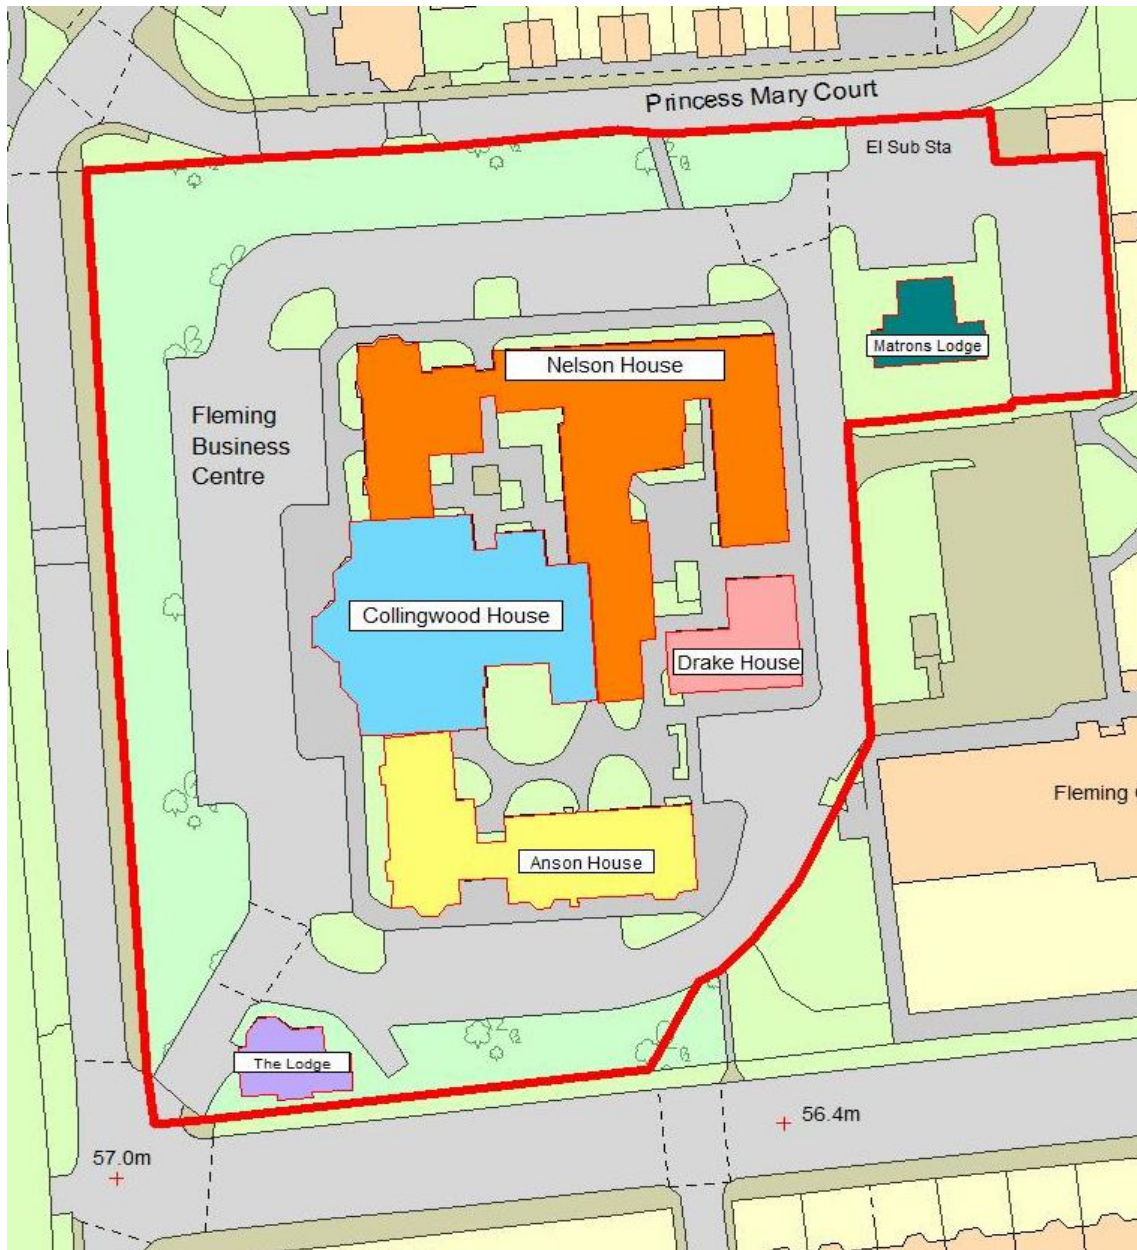 Princess Mary Court
El Sub Sta
Matrons Lodge
Nelson House
Fleming
Business
Centre
Collingwood House
Drake House
Fleming
Anson House
The Lodge
56.4m
57.0m